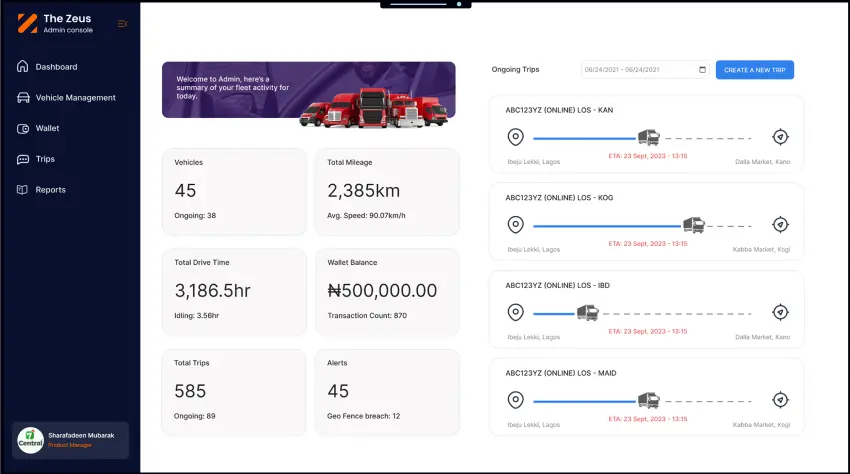 The Zeus
Admin console
Dashboard
Vehicle Management
Wallet
Trips
Reports
Central
Sharafadeen Mubarak
Product Manager
Welcome to Admin, here's a
summary of your fleet activity for
today.
Vehicles
45
Ongoing: 38
Total Mileage
2,385km
Avg. Speed: 90.07km/h
Total Drive Time
3,186.5hr
Idling: 3.56hr
Wallet Balance
₦500,000.00
Transaction Count: 870
Total Trips
585
Ongoing: 89
Alerts
45
Geo Fence breach: 12
Ongoing Trips
06/24/2021 - 06/24/2021
CREATE A NEW TRIP
ABC123YZ (ONLINE) LOS - KAN
ETA: 23 Sept, 2023 - 13:15
Ibeju Lekki, Lagos
Dalla Market, Kano
ABC123YZ (ONLINE) LOS - KOG
ETA: 23 Sept, 2023 - 13:15
Ibeju Lekki, Lagos
Kabba Market, Kogi
ABC123YZ (ONLINE) LOS - IBD
ETA: 23 Sept, 2023 - 13:15
Ibeju Lekki, Lagos
Dalla Market, Kano
ABC123YZ (ONLINE) LOS - MAID
ETA: 23 Sept, 2023 - 13:15
Ibeju Lekki, Lagos
Kabba Market, Kogi